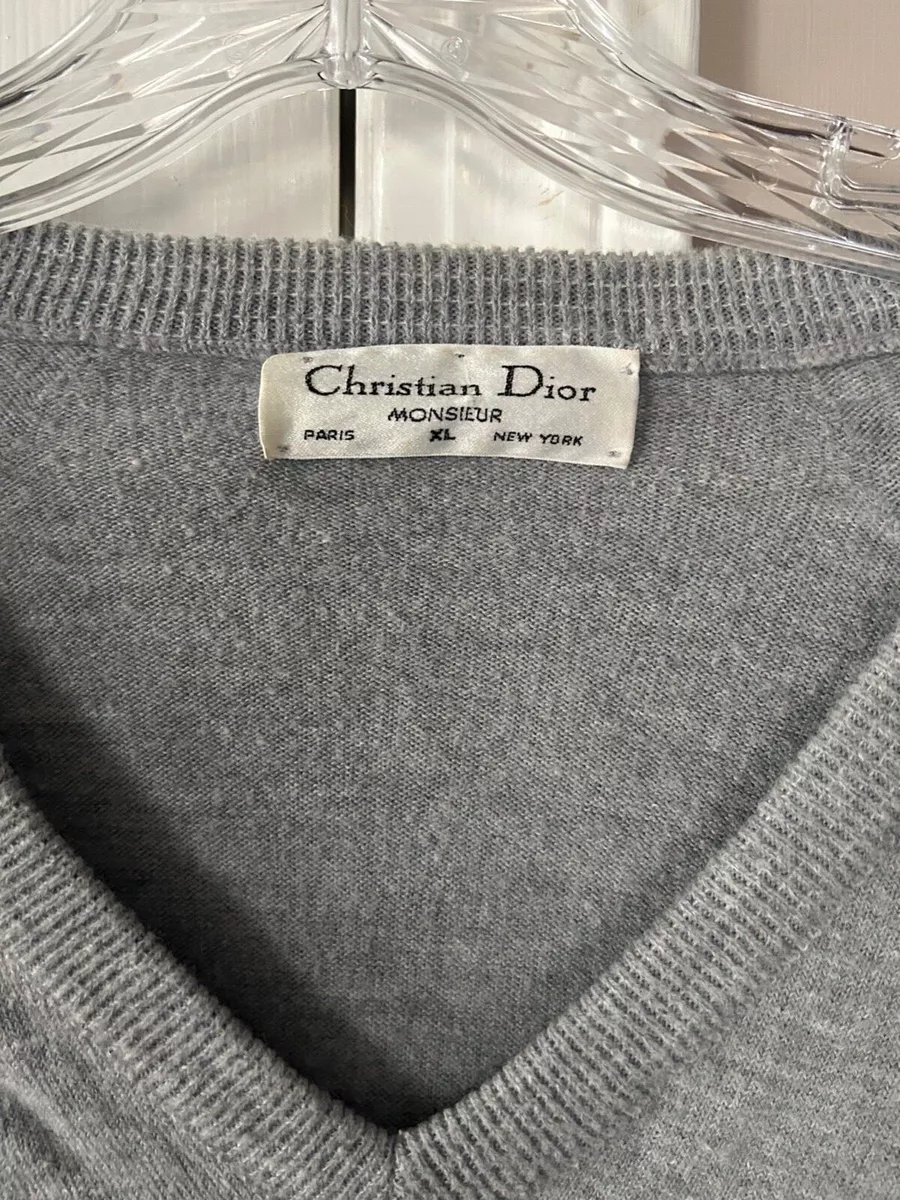 Christian Dior
MONSIEUR
PARIS XL NEW YORK